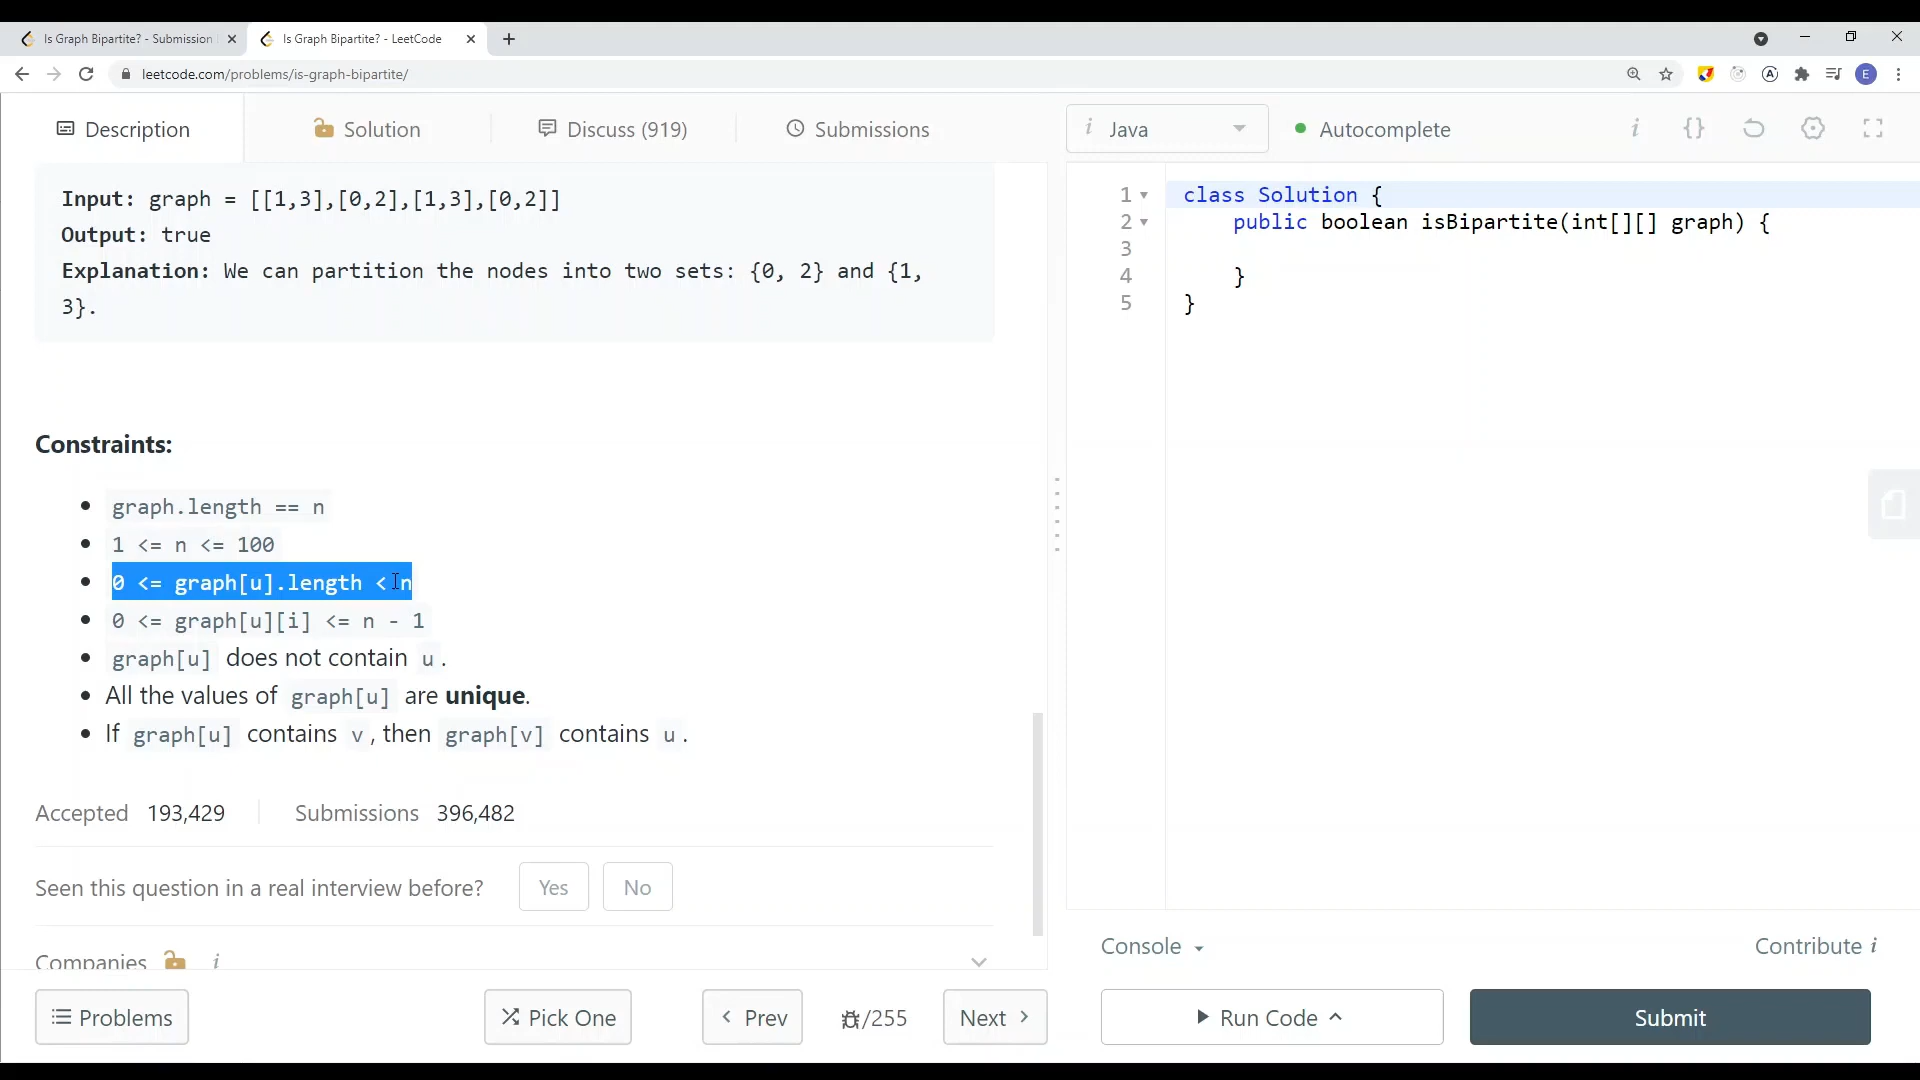 Is Graph Bipartite? - Submission
Is Graph Bipartite? - LeetCode
leetcode.com/problems/is-graph-bipartite/
E
Description
Solution
Discuss (919)
Submissions
i Java
Autocomplete
i {}
Input: graph = [[1,3],[0,2],[1,3],[0,2]]
Output: true
Explanation: We can partition the nodes into two sets: {0, 2} and {1,
3}.
Constraints:
graph.length == n
1 <= n <= 100
0 <= graph[u].length < n
0 <= graph[u][i] <= n - 1
graph[u] does not contain u.
All the values of graph[u] are unique.
If graph[u] contains v, then graph[v] contains u.
Accepted 193,429
Submissions 396,482
Seen this question in a real interview before? Yes No
Companies i
Problems
Pick One
Prev
/255
Next
1 class Solution {
2 public boolean isBipartite(int[][] graph) {
3
4 }
5 }
Console
Contribute i
Run Code
Submit